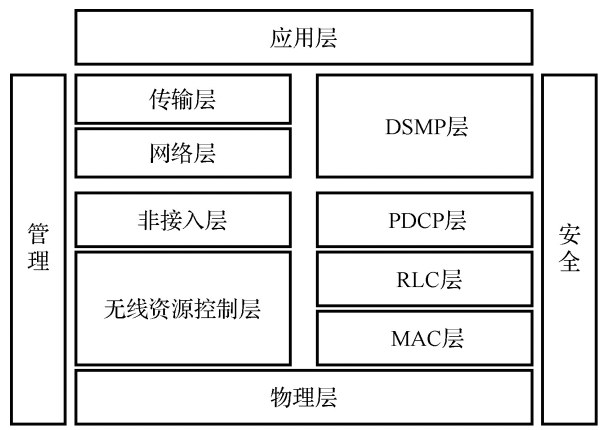 应用层
传输层
DSMP层
网络层
管理
非接入层
PDCP层
安全
无线资源控制层
RLC层
MAC层
物理层